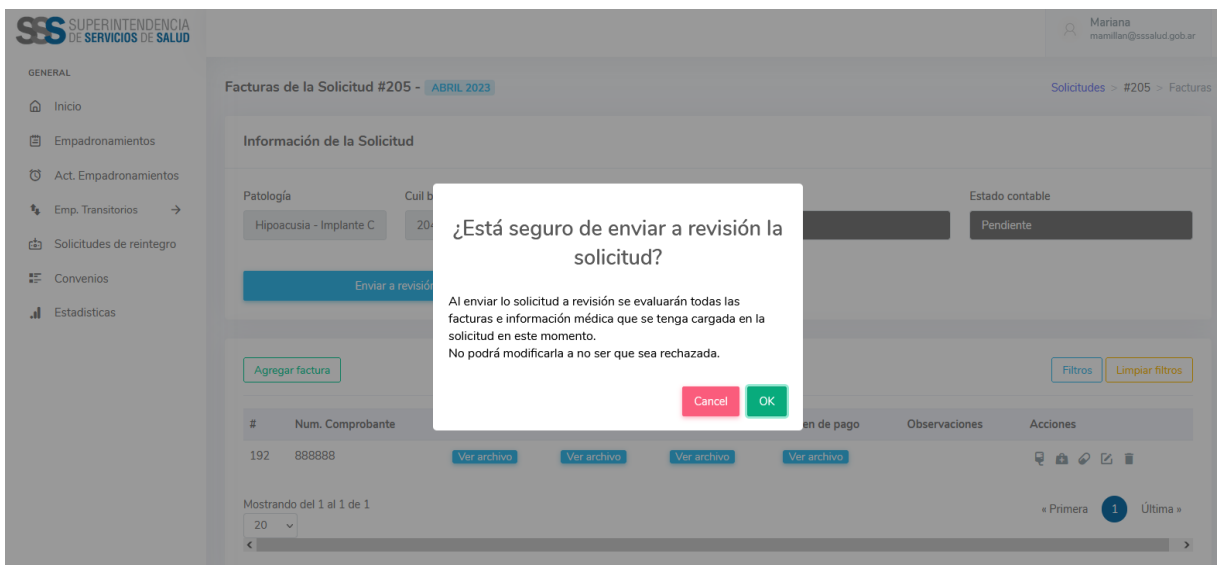 SSS SUPERINTENDENCIA
DE SERVICIOS DE SALUD
Mariana
mamillan@sssalud.gob.ar
GENERAL
Inicio
Empadronamientos
Act. Empadronamientos
Emp. Transitorios
Solicitudes de reintegro
Convenios
Estadisticas
Facturas de la Solicitud #205 - ABRIL 2023
Solicitudes > #205 > Facturas
Información de la Solicitud
Patología
Cuil b
Estado contable
Hipoacusia - Implante C
204
Pendiente
Enviar a revisión
¿Está seguro de enviar a revisión la
solicitud?
Al enviar lo solicitud a revisión se evaluarán todas las
facturas e información médica que se tenga cargada en la
solicitud en este momento.
No podrá modificarla a no ser que sea rechazada.
Cancel OK
Agregar factura
Filtros Limpiar filtros
# Num. Comprobante en de pago Observaciones Acciones
192 888888 Ver archivo Ver archivo Ver archivo Ver archivo
Mostrando del 1 al 1 de 1
20
« Primera 1 Última »